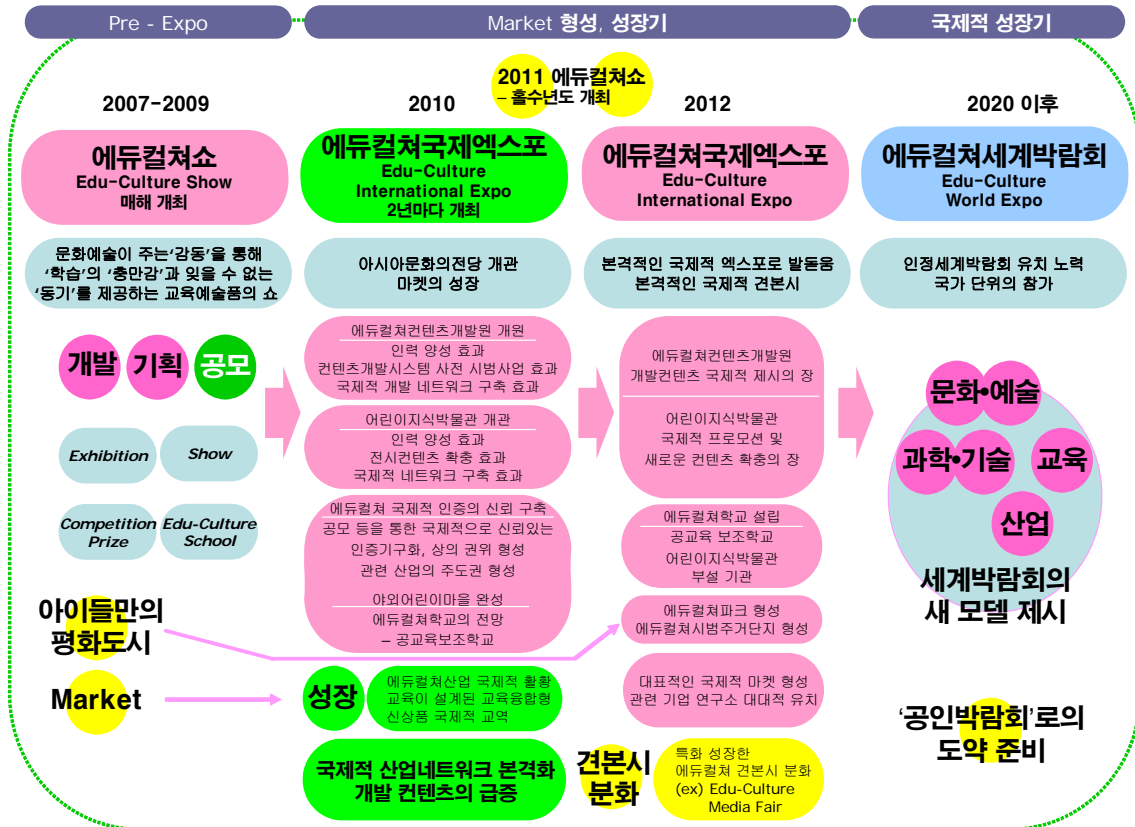 Pre - Expo
Market 형성, 성장기
국제적 성장기
2011 에듀컬쳐쇼
– 홀수년도 개최
2007-2009
2010
2012
2020 이후
에듀컬쳐쇼
Edu-Culture Show
매해 개최
에듀컬쳐국제엑스포
Edu-Culture
International Expo
2년마다 개최
에듀컬쳐국제엑스포
Edu-Culture
International Expo
에듀컬쳐세계박람회
Edu-Culture
World Expo
문화예술이 주는‘감동’을 통해
‘학습’의 ‘충만감’과 잊을 수 없는
‘동기’를 제공하는 교육예술품의 쇼
아시아문화의전당 개관
마켓의 성장
본격적인 국제적 엑스포로 발돋움
본격적인 국제적 견본시
인정세계박람회 유치 노력
국가 단위의 참가
개발
기획
공모
Exhibition
Show
Competition
Prize
Edu-Culture
School
아이들만의
평화도시
Market
에듀컬쳐컨텐츠개발원 개원
인력 양성 효과
컨텐츠개발시스템 사전 시범사업 효과
국제적 개발 네트워크 구축 효과
어린이지식박물관 개관
인력 양성 효과
전시컨텐츠 확충 효과
국제적 네트워크 구축 효과
에듀컬쳐 국제적 인증의 신뢰 구축
공모 등을 통한 국제적으로 신뢰있는
인증기구화, 상의 권위 형성
관련 산업의 주도권 형성
야외어린이마을 완성
에듀컬쳐학교의 전망
– 공교육보조학교
성장
에듀컬쳐산업 국제적 활황
교육이 설계된 교육융합형
신상품 국제적 교역
국제적 산업네트워크 본격화
개발 컨텐츠의 급증
에듀컬쳐컨텐츠개발원
개발컨텐츠 국제적 제시의 장
어린이지식박물관
국제적 프로모션 및
새로운 컨텐츠 확충의 장
에듀컬쳐학교 설립
공교육 보조학교
어린이지식박물관
부설 기관
에듀컬쳐파크 형성
에듀컬쳐시범주거단지 형성
대표적인 국제적 마켓 형성
관련 기업 연구소 대대적 유치
견본시
분화
특화 성장한
에듀컬쳐 견본시 분화
(ex) Edu-Culture
Media Fair
문화•예술
과학•기술
교육
산업
세계박람회의
새 모델 제시
‘공인박람회’로의
도약 준비